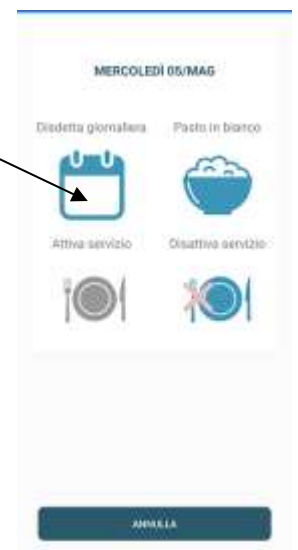 MERCOLEDÌ 05/MAG
Disdetta giornaliera Pasto in bianco
Attiva servizio Disattiva servizio
ANNULLA